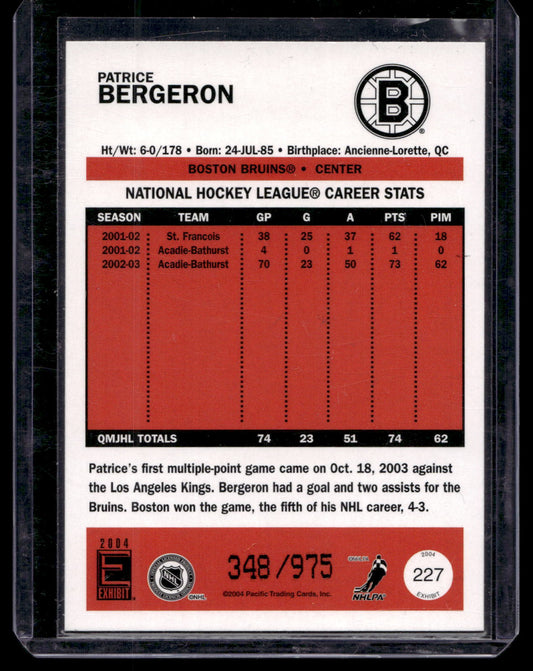 PATRICE
BERGERON
B
®
Ht/Wt: 6-0/178 • Born: 24-JUL-85 • Birthplace: Ancienne-Lorette, QC
BOSTON BRUINS® • CENTER
NATIONAL HOCKEY LEAGUE® CAREER STATS
SEASON TEAM GP G A PTS PIM
2001-02 St. Francois 38 25 37 62 18
2001-02 Acadie-Bathurst 4 0 1 1 0
2002-03 Acadie-Bathurst 70 23 50 73 62
QMJHL TOTALS 74 23 51 74 62
Patrice's first multiple-point game came on Oct. 18, 2003 against
the Los Angeles Kings. Bergeron had a goal and two assists for the
Bruins. Boston won the game, the fifth of his NHL career, 4-3.
2004
E
EXHIBIT
NHL
©NHL
348/975
©2004 Pacific Trading Cards, Inc.
NHLPA
2004
227
EXHIBIT